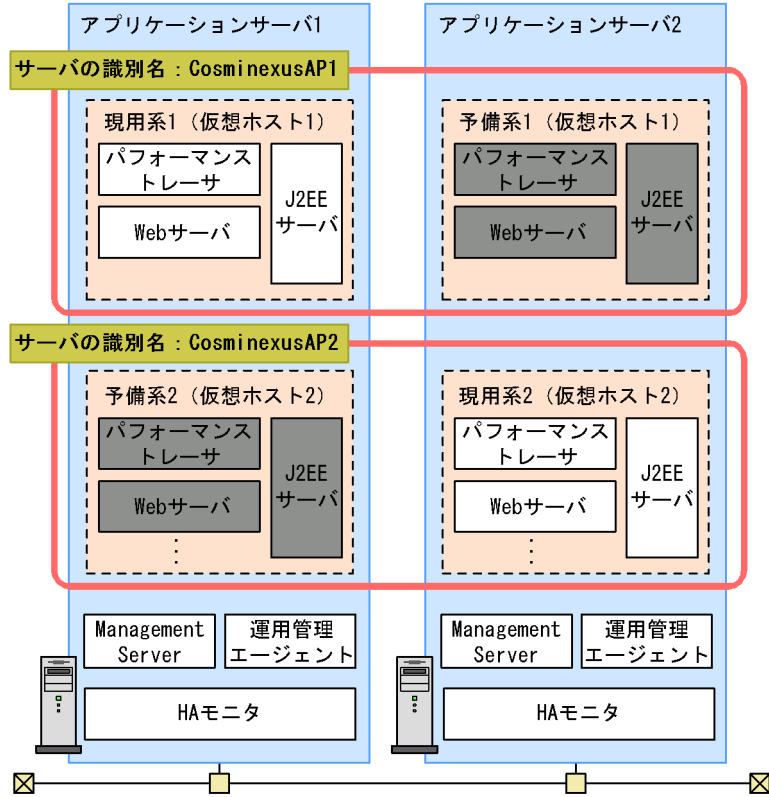 アプリケーションサーバ1
アプリケーションサーバ2
サーバの識別名：CosminexusAP1
現用系1（仮想ホスト1）
パフォーマンス
トレーサ
Webサーバ
J2EE
サーバ
予備系1（仮想ホスト1）
パフォーマンス
トレーサ
Webサーバ
J2EE
サーバ
サーバの識別名：CosminexusAP2
予備系2（仮想ホスト2）
パフォーマンス
トレーサ
Webサーバ
⋮
J2EE
サーバ
現用系2（仮想ホスト2）
パフォーマンス
トレーサ
Webサーバ
⋮
J2EE
サーバ
Management
Server
運用管理
エージェント
HAモニタ
Management
Server
運用管理
エージェント
HAモニタ